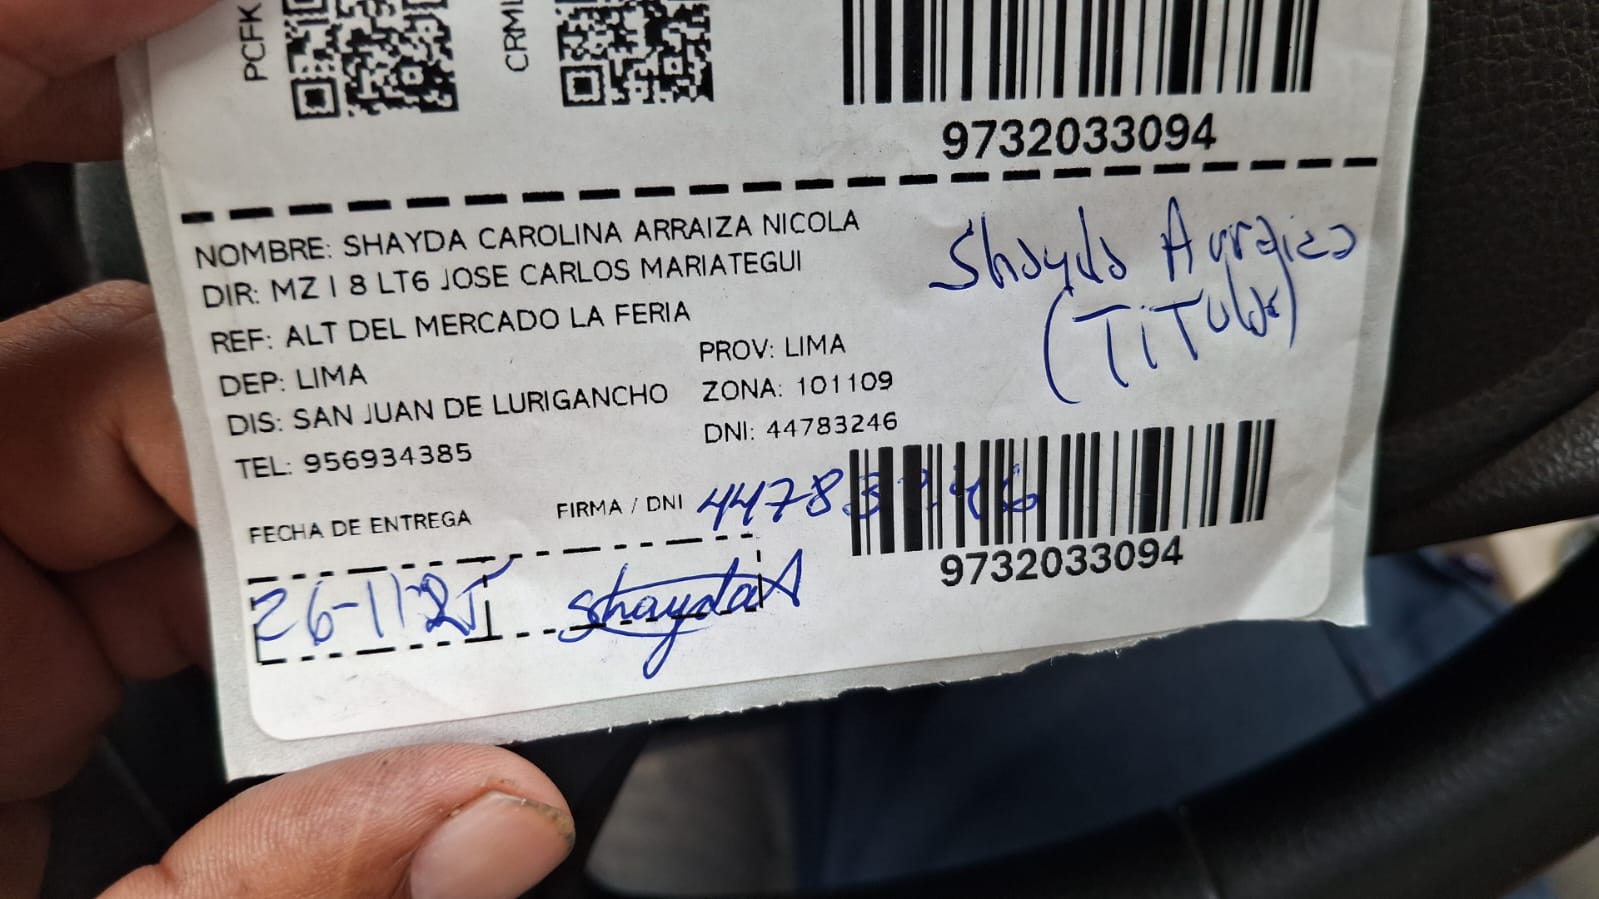 PCFK
CRML
9732033094
NOMBRE: SHAYDA CAROLINA ARRAIZA NICOLA
DIR: MZ I 8 LT6 JOSE CARLOS MARIATEGUI
REF: ALT DEL MERCADO LA FERIA
DEP: LIMA
PROV: LIMA
DIS: SAN JUAN DE LURIGANCHO
ZONA: 101109
TEL: 956934385
DNI: 44783246
Shayda Arraiza
(TiTular)
FECHA DE ENTREGA
FIRMA / DNI
44783246
26-11-25
shaydaA
9732033094